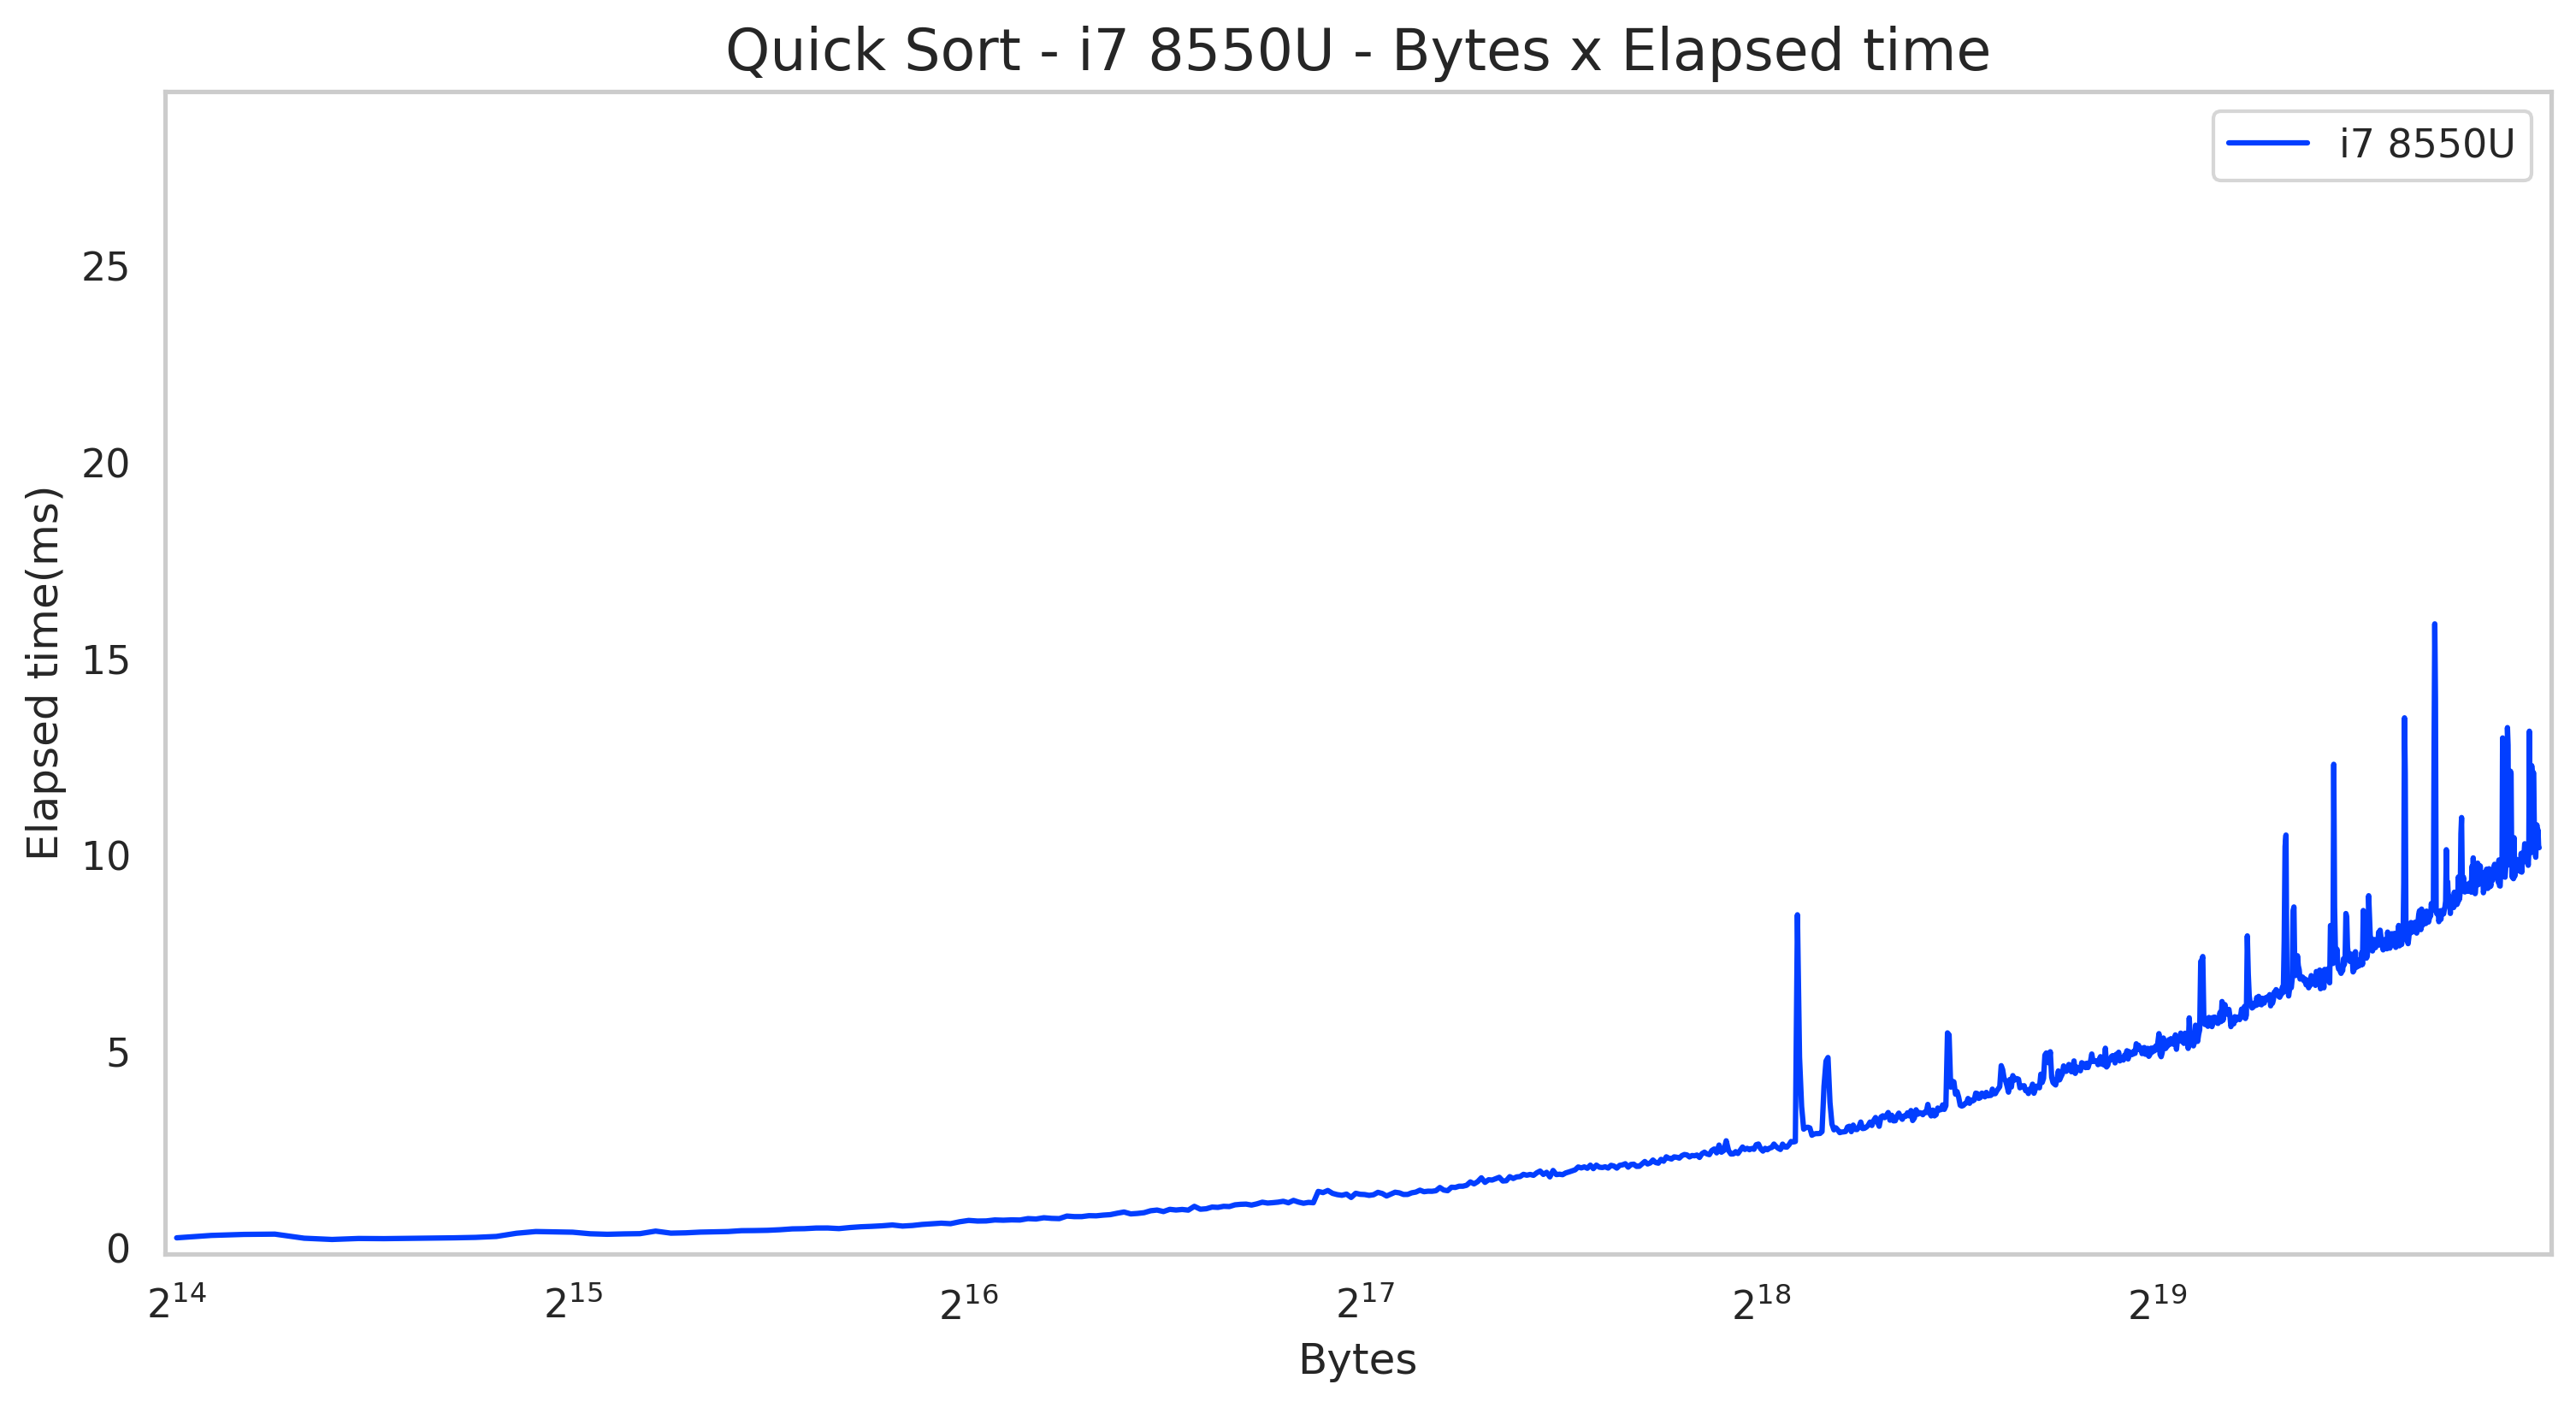 Quick Sort - i7 8550U - Bytes x Elapsed time
i7 8550U
25
20
15
10
5
0
Elapsed time(ms)
2^14 2^15 2^16 2^17 2^18 2^19
Bytes